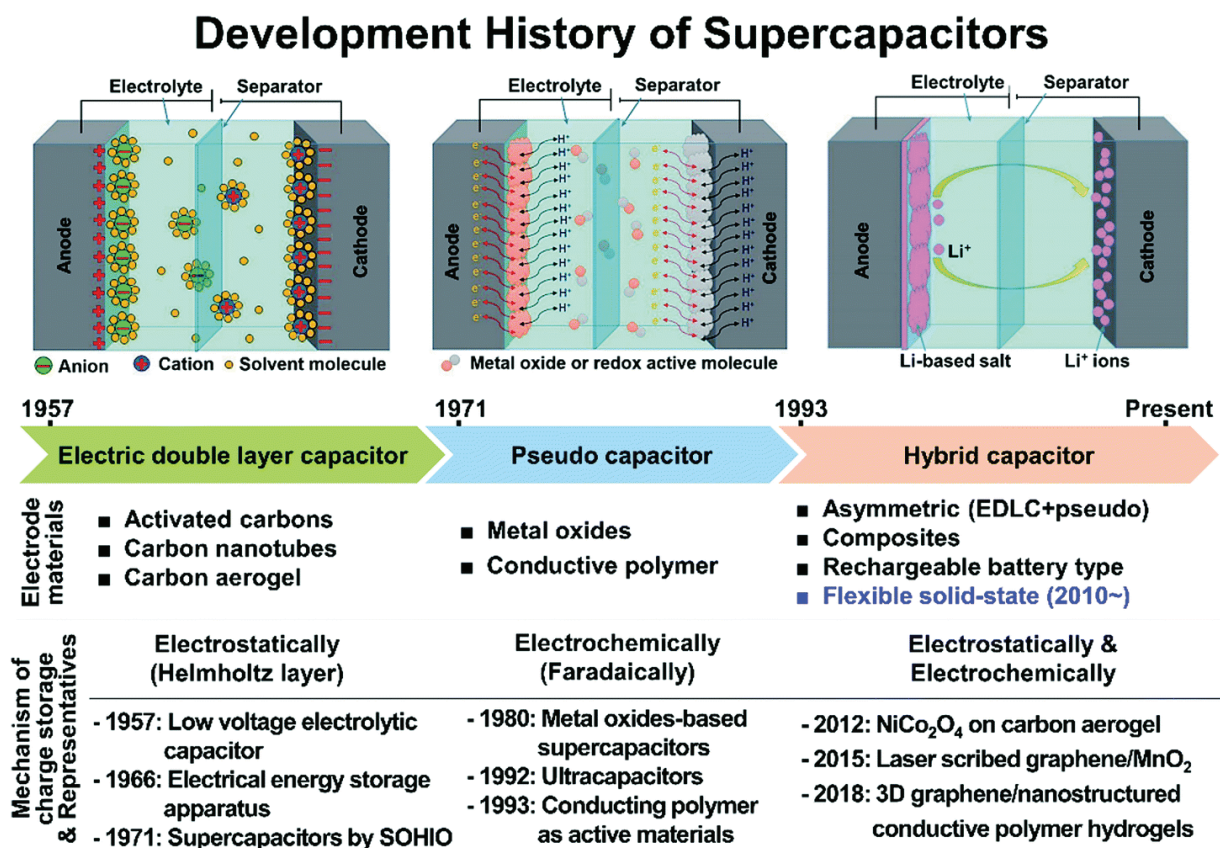 Development History of Supercapacitors
Electrolyte Separator
Anode
Cathode
Anion Cation Solvent molecule
Electrolyte Separator
e⁻
H⁺
H⁺
Anode
Cathode
Metal oxide or redox active molecule
Electrolyte Separator
Anode
Li⁺
Cathode
Li-based salt Li⁺ ions
1957 1971 1993 Present
Electric double layer capacitor Pseudo capacitor Hybrid capacitor
Electrode
materials
■ Activated carbons
■ Carbon nanotubes
■ Carbon aerogel
■ Metal oxides
■ Conductive polymer
■ Asymmetric (EDLC+pseudo)
■ Composites
■ Rechargeable battery type
■ Flexible solid-state (2010~)
Mechanism of
charge storage
& Representatives
Electrostatically
(Helmholtz layer)
Electrochemically
(Faradaically)
Electrostatically &
Electrochemically
- 1957: Low voltage electrolytic
capacitor
- 1966: Electrical energy storage
apparatus
- 1971: Supercapacitors by SOHIO
- 1980: Metal oxides-based
supercapacitors
- 1992: Ultracapacitors
- 1993: Conducting polymer
as active materials
- 2012: NiCo₂O₄ on carbon aerogel
- 2015: Laser scribed graphene/MnO₂
- 2018: 3D graphene/nanostructured
conductive polymer hydrogels